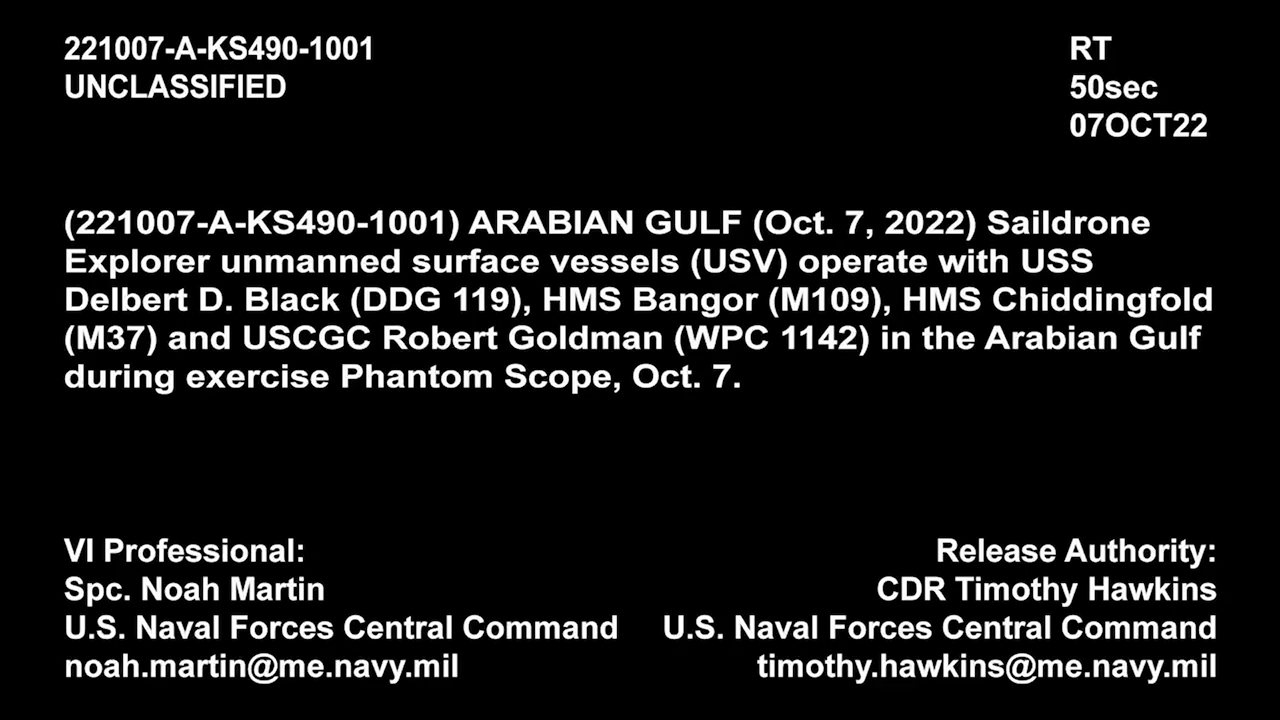 221007-A-KS490-1001
UNCLASSIFIED
RT
50sec
07OCT22
(221007-A-KS490-1001) ARABIAN GULF (Oct. 7, 2022) Saildrone
Explorer unmanned surface vessels (USV) operate with USS
Delbert D. Black (DDG 119), HMS Bangor (M109), HMS Chiddingfold
(M37) and USCGC Robert Goldman (WPC 1142) in the Arabian Gulf
during exercise Phantom Scope, Oct. 7.
VI Professional:
Spc. Noah Martin
U.S. Naval Forces Central Command
noah.martin@me.navy.mil
Release Authority:
CDR Timothy Hawkins
U.S. Naval Forces Central Command
timothy.hawkins@me.navy.mil